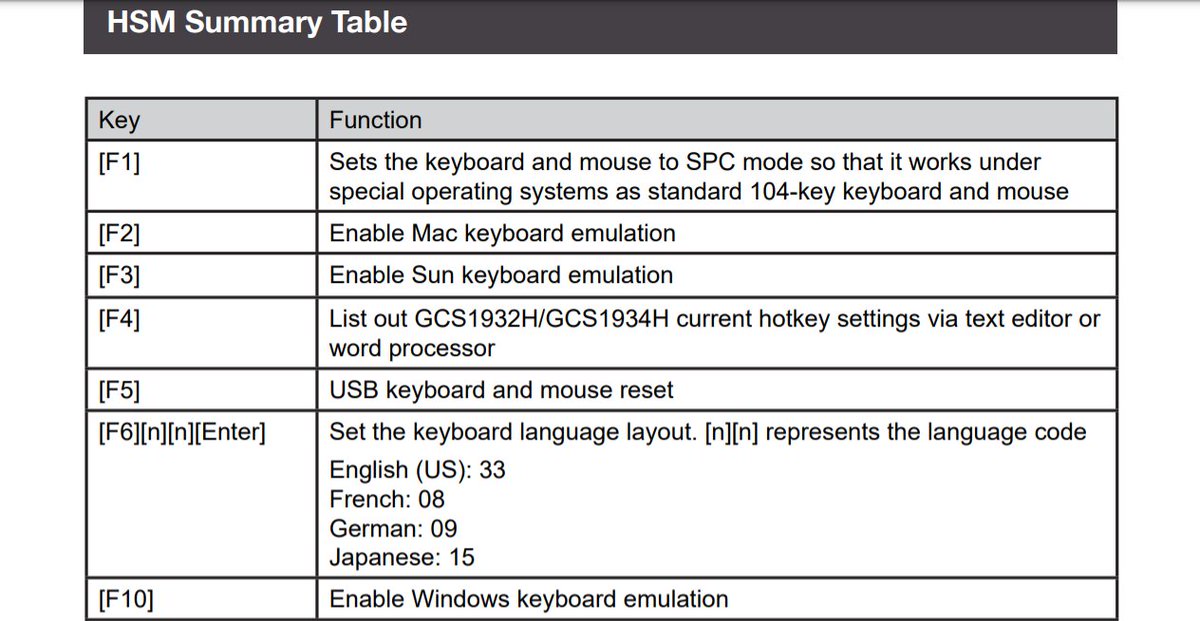 HSM Summary Table
Key
Function
[F1]
Sets the keyboard and mouse to SPC mode so that it works under
special operating systems as standard 104-key keyboard and mouse
[F2]
Enable Mac keyboard emulation
[F3]
Enable Sun keyboard emulation
[F4]
List out GCS1932H/GCS1934H current hotkey settings via text editor or
word processor
[F5]
USB keyboard and mouse reset
[F6][n][n][Enter]
Set the keyboard language layout. [n][n] represents the language code
English (US): 33
French: 08
German: 09
Japanese: 15
[F10]
Enable Windows keyboard emulation